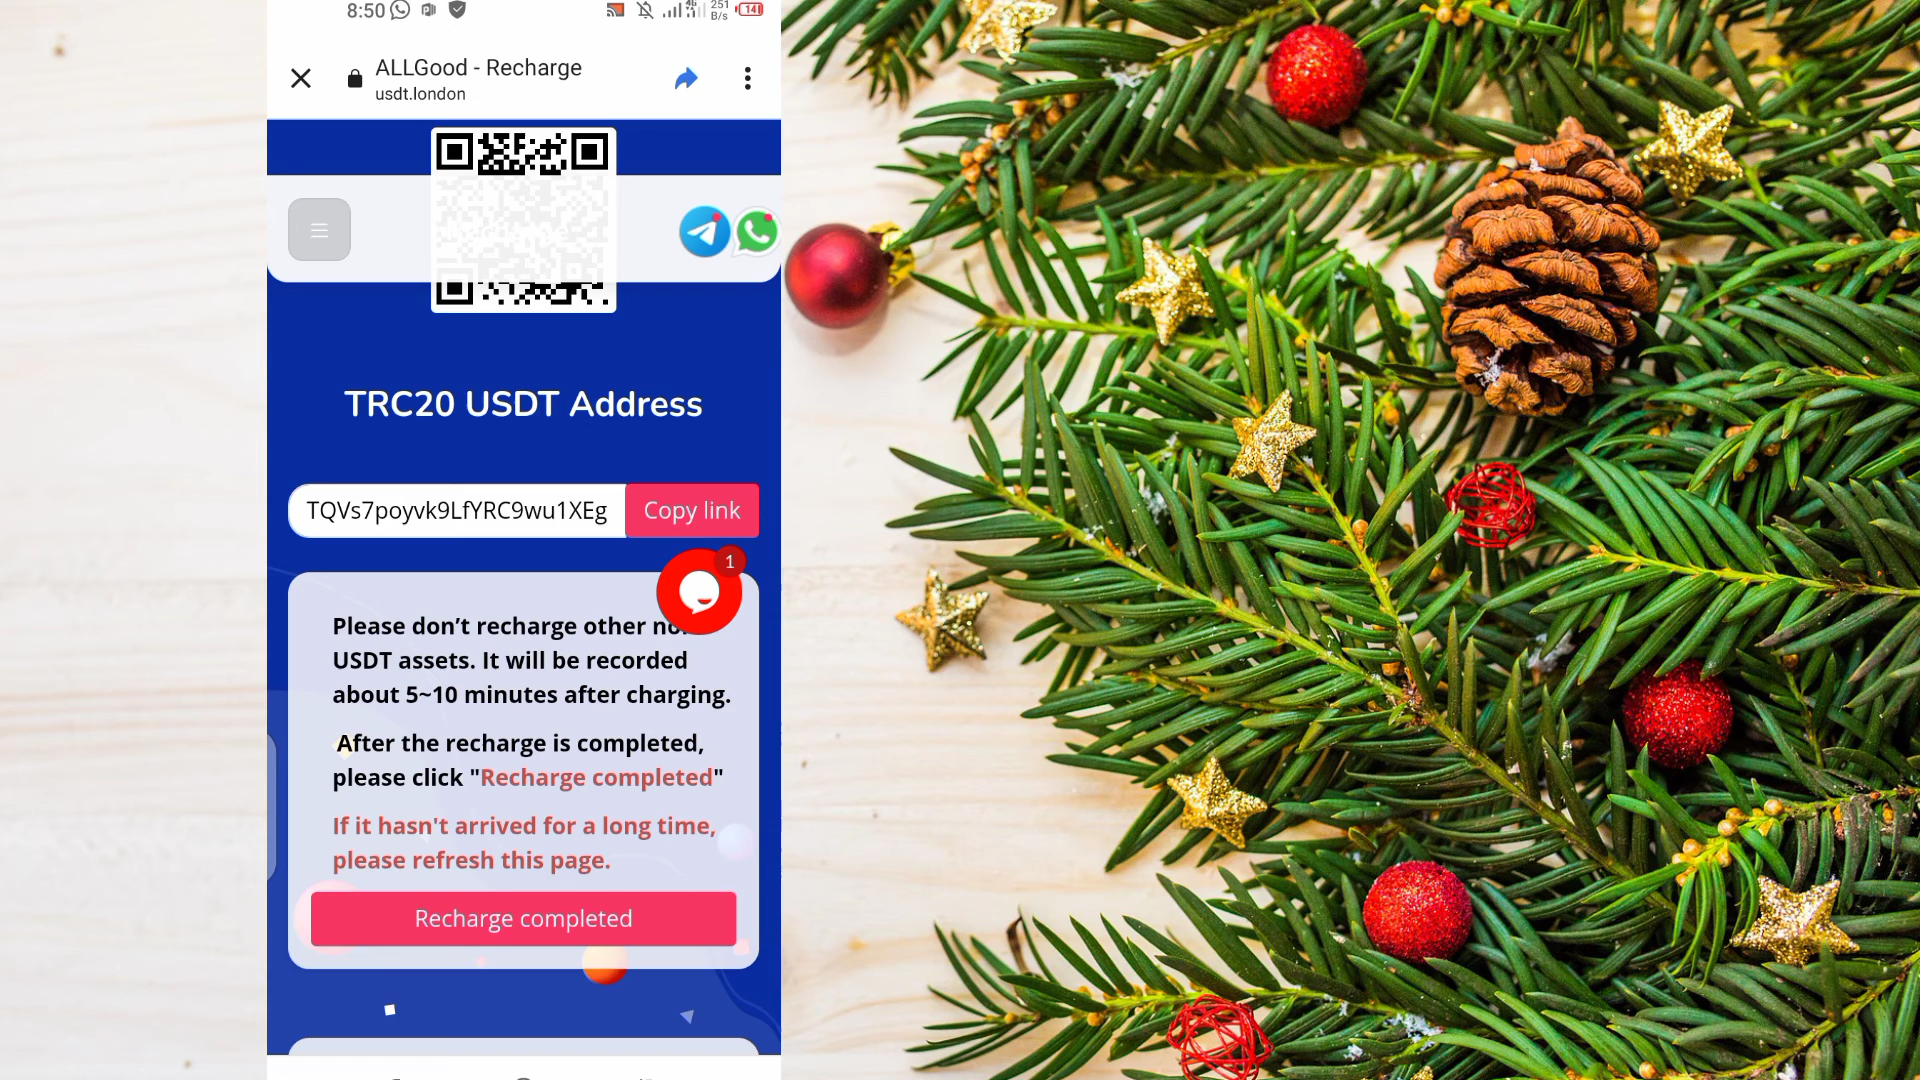 8:50
251
B/s
14
ALLGood - Recharge
usdt.london
TRC20 USDT Address
TQVs7poyvk9LfYRC9wu1XEg
Copy link
1
Please don’t recharge other
USDT assets. It will be recorded
about 5~10 minutes after charging.
After the recharge is completed,
please click "Recharge completed"
If it hasn't arrived for a long time,
please refresh this page.
Recharge completed